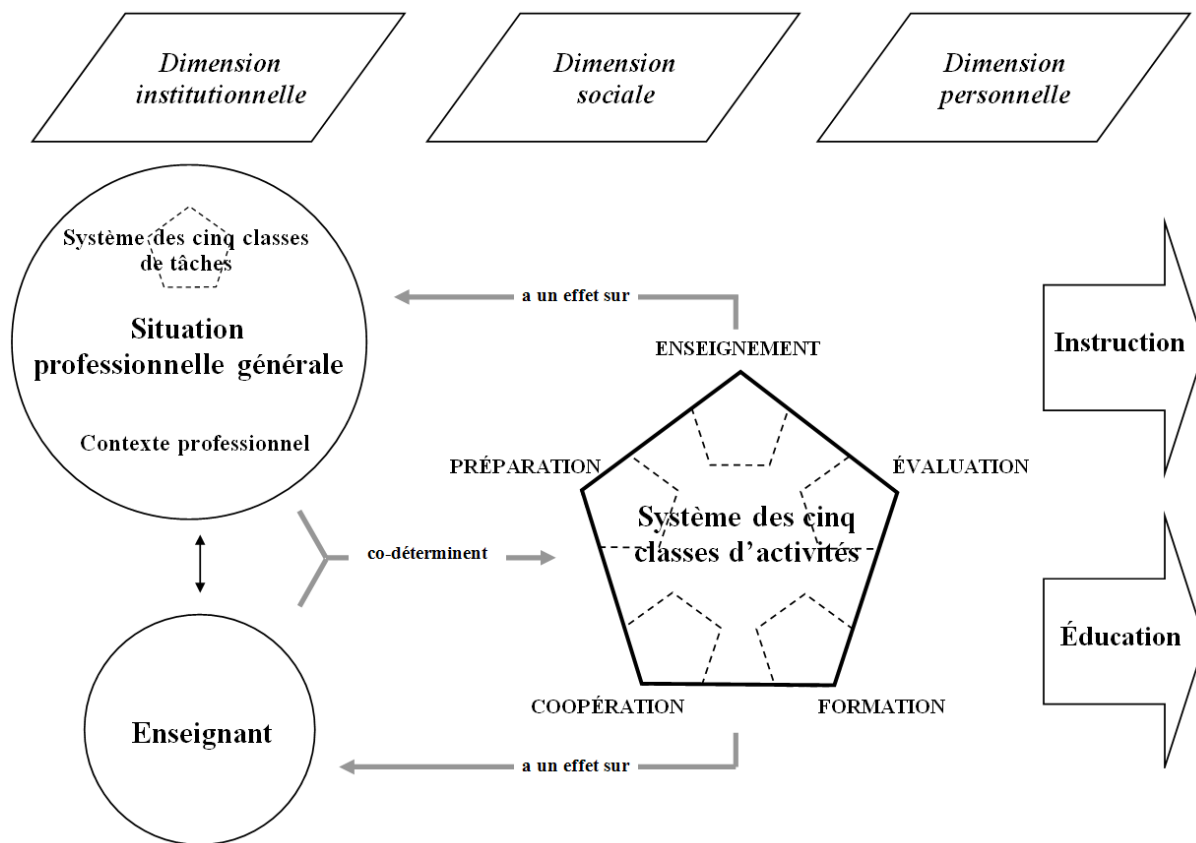 Dimension
institutionnelle
Dimension
sociale
Dimension
personnelle
Système des cinq classes
de tâches
Situation
professionnelle générale
Contexte professionnel
a un effet sur
ENSEIGNEMENT
PRÉPARATION
ÉVALUATION
Système des cinq
classes d’activités
co-déterminent
COOPÉRATION
FORMATION
Enseignant
a un effet sur
Instruction
Éducation